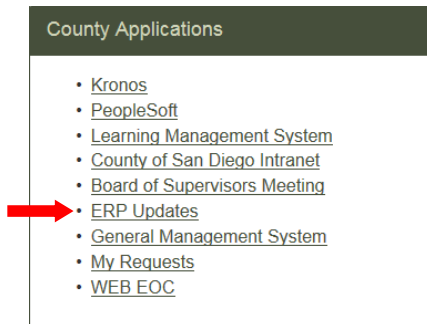 County Applications
• Kronos
• PeopleSoft
• Learning Management System
• County of San Diego Intranet
• Board of Supervisors Meeting
• ERP Updates
• General Management System
• My Requests
• WEB EOC